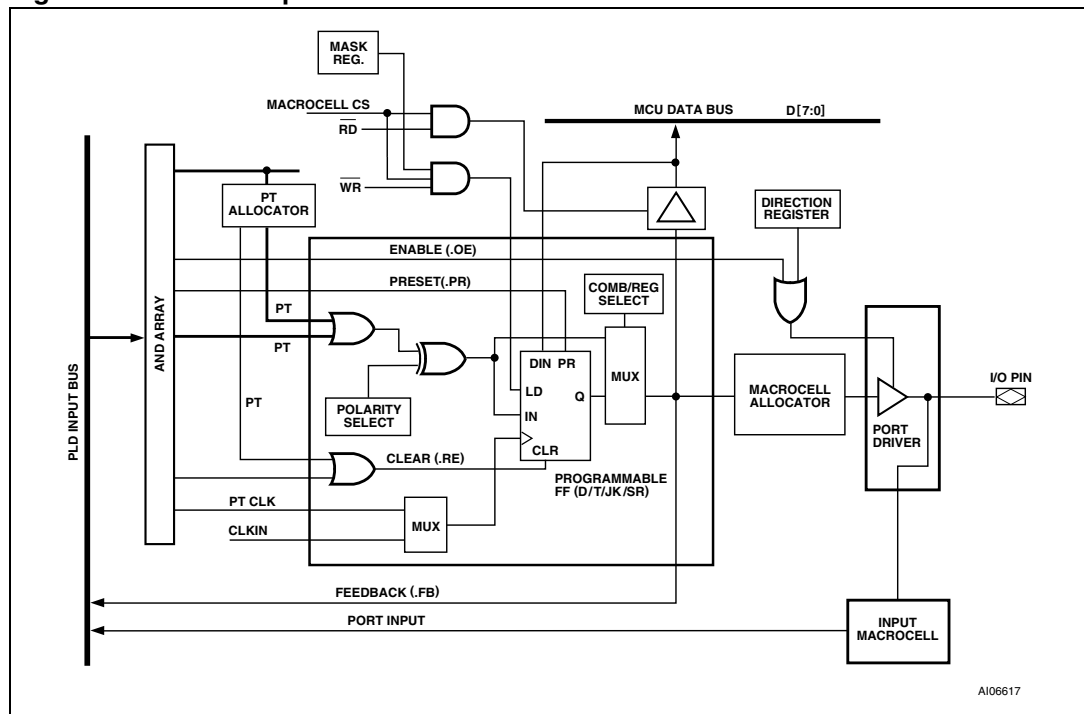 MASK
REG.
MACROCELL CS
RD
WR
MCU DATA BUS D[7:0]
DIRECTION
REGISTER
PT
ALLOCATOR
ENABLE (.OE)
PRESET(.PR)
COMB/REG
SELECT
PT
PT
PT
AND ARRAY
PLD INPUT BUS
POLARITY
SELECT
DIN PR
LD
IN
Q
CLR
MUX
MACROCELL
ALLOCATOR
PORT
DRIVER
I/O PIN
CLEAR (.RE)
PROGRAMMABLE
FF (D/T/JK/SR)
PT CLK
CLKIN
MUX
FEEDBACK (.FB)
PORT INPUT
INPUT
MACROCELL
AI06617